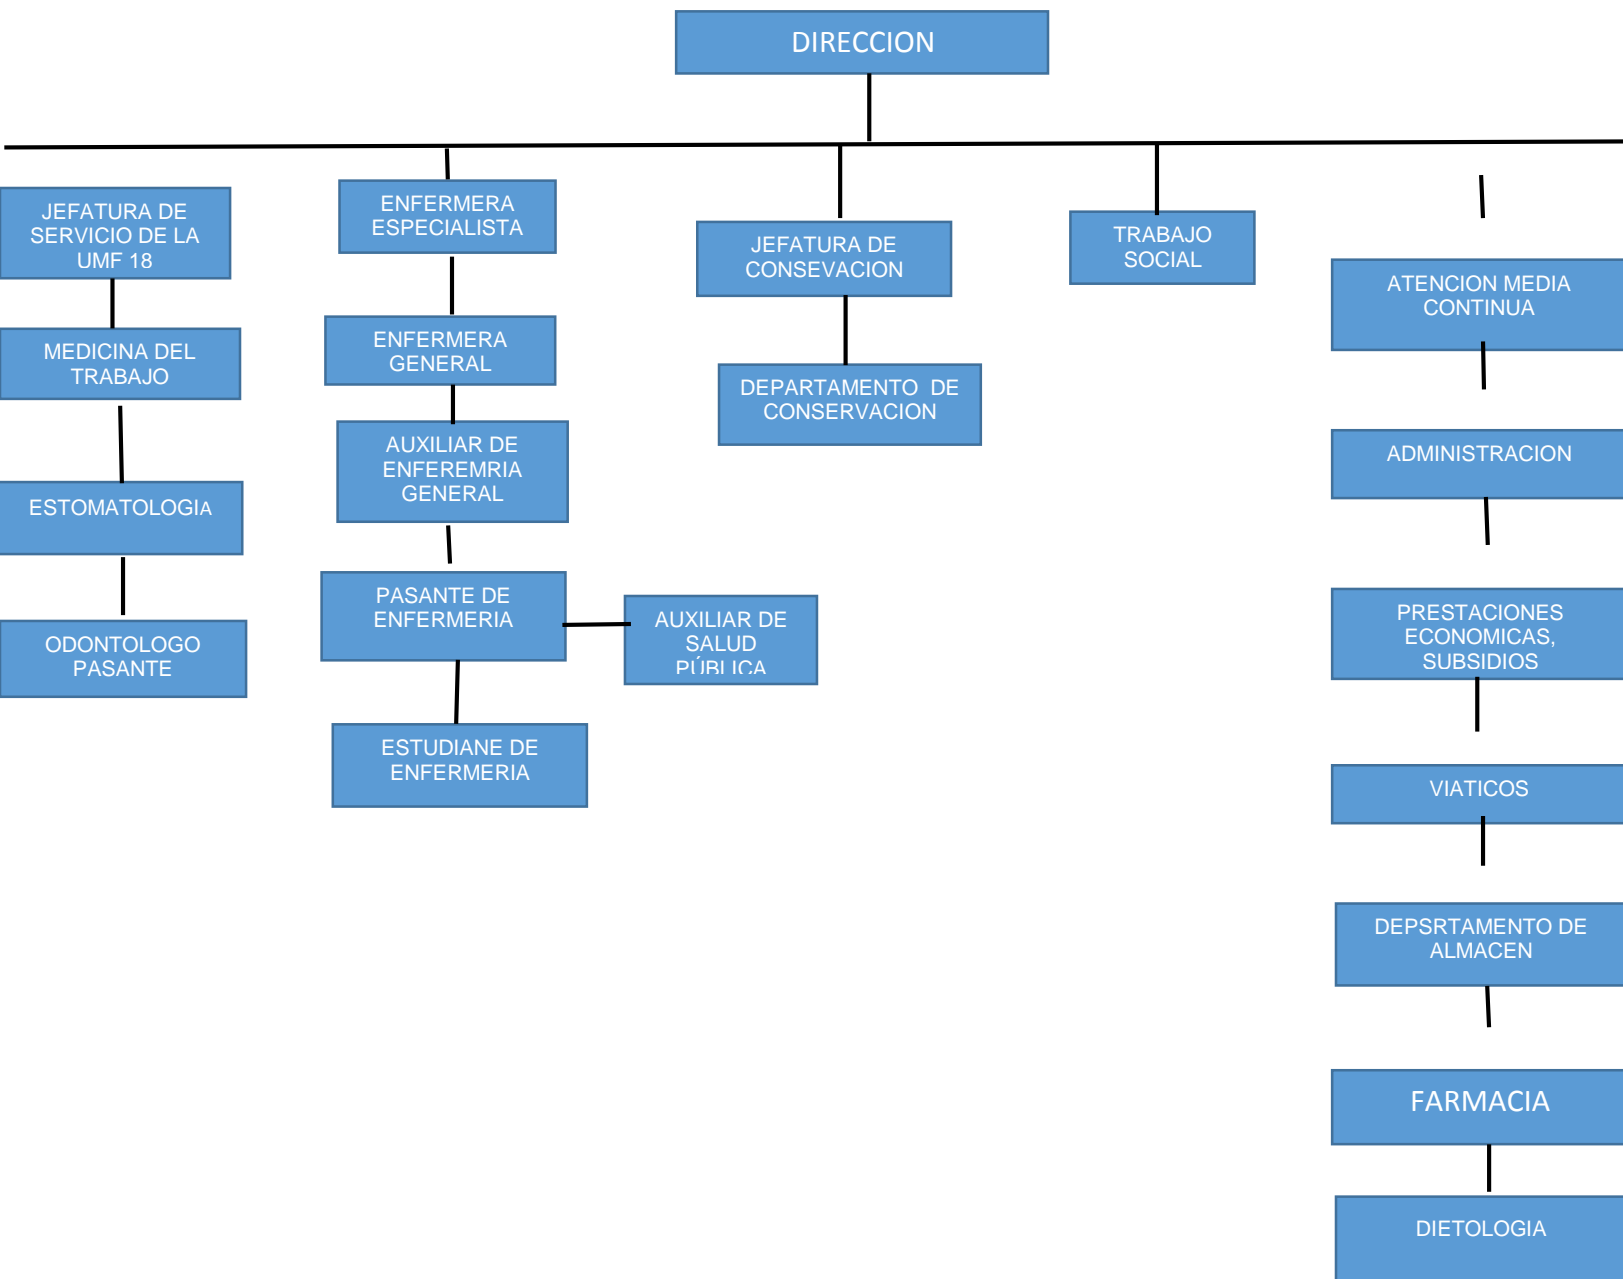 DIRECCION
JEFATURA DE
SERVICIO DE LA
UMF 18
MEDICINA DEL
TRABAJO
ESTOMATOLOGIA
ODONTOLOGO
PASANTE
ENFERMERA
ESPECIALISTA
ENFERMERA
GENERAL
AUXILIAR DE
ENFEREMRIA
GENERAL
PASANTE DE
ENFERMERIA
AUXILIAR DE
SALUD
PÚBLICA
ESTUDIANE DE
ENFERMERIA
JEFATURA DE
CONSEVACION
DEPARTAMENTO DE
CONSERVACION
TRABAJO
SOCIAL
ATENCION MEDIA
CONTINUA
ADMINISTRACION
PRESTACIONES
ECONOMICAS,
SUBSIDIOS
VIATICOS
DEPSRTAMENTO DE
ALMACEN
FARMACIA
DIETOLOGIA